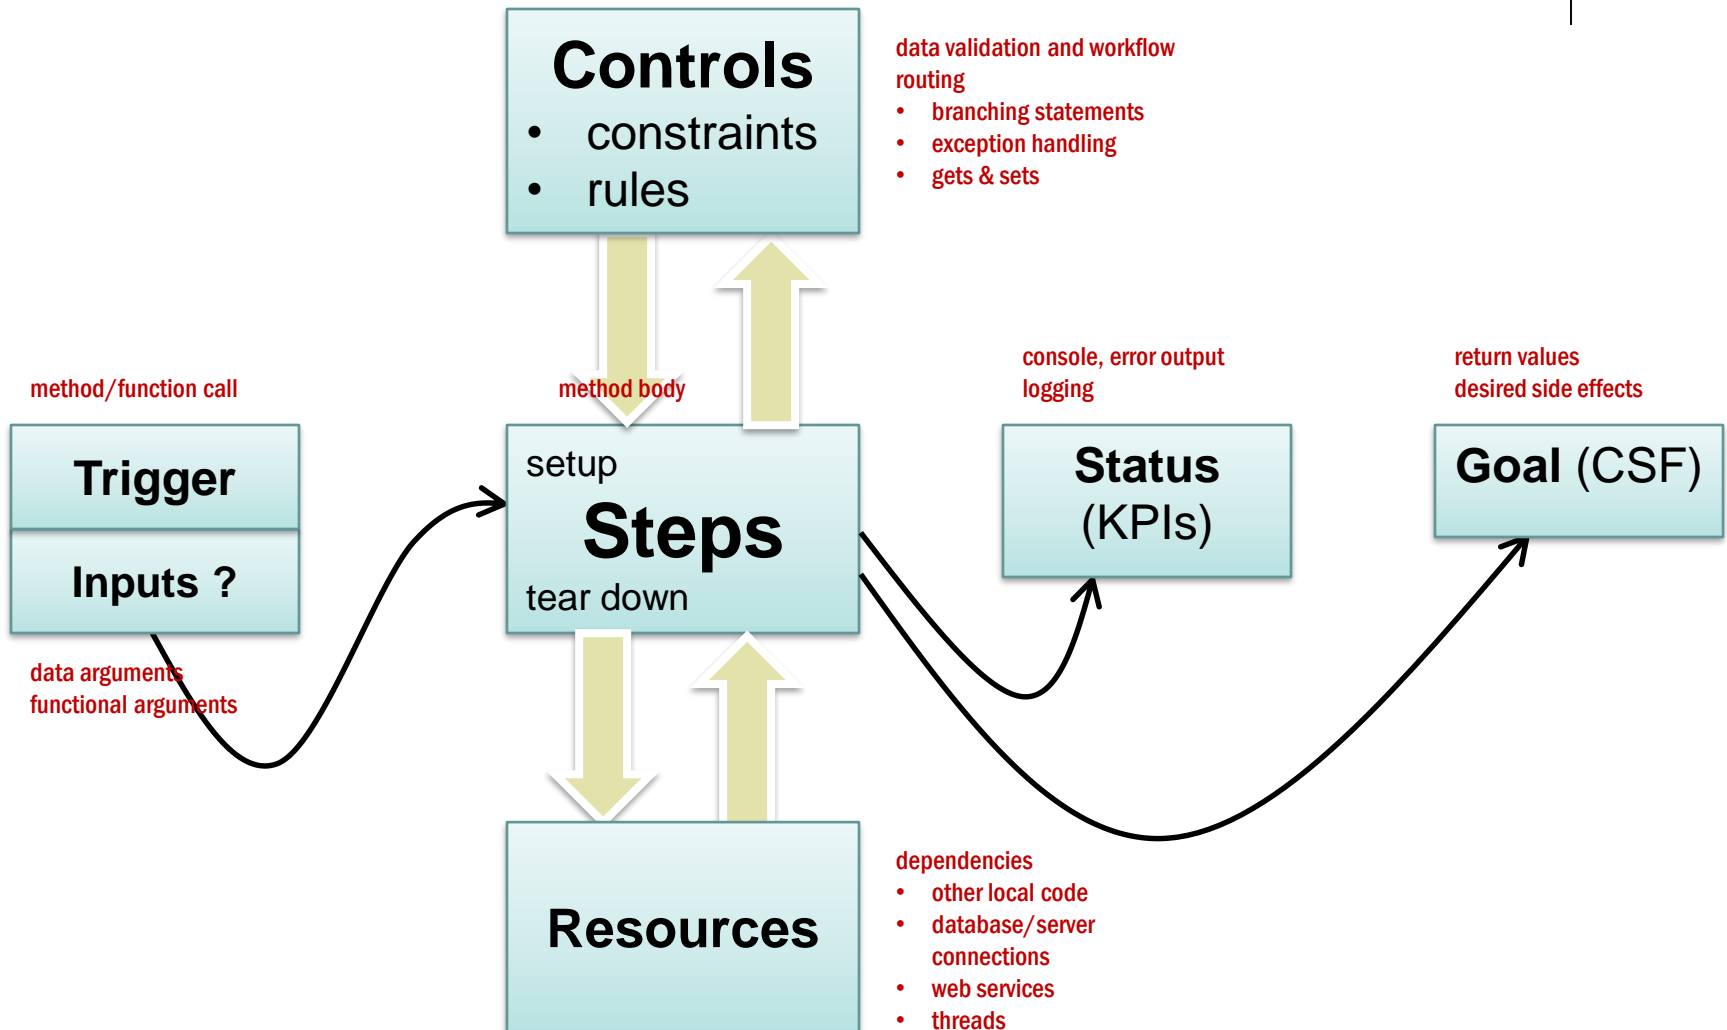 Controls
• constraints
• rules
data validation and workflow
routing
• branching statements
• exception handling
• gets & sets
method/function call
Trigger
Inputs ?
data arguments
functional arguments
method body
setup
Steps
tear down
console, error output
logging
Status
(KPIs)
return values
desired side effects
Goal (CSF)
Resources
dependencies
• other local code
• database/server
connections
• web services
• threads